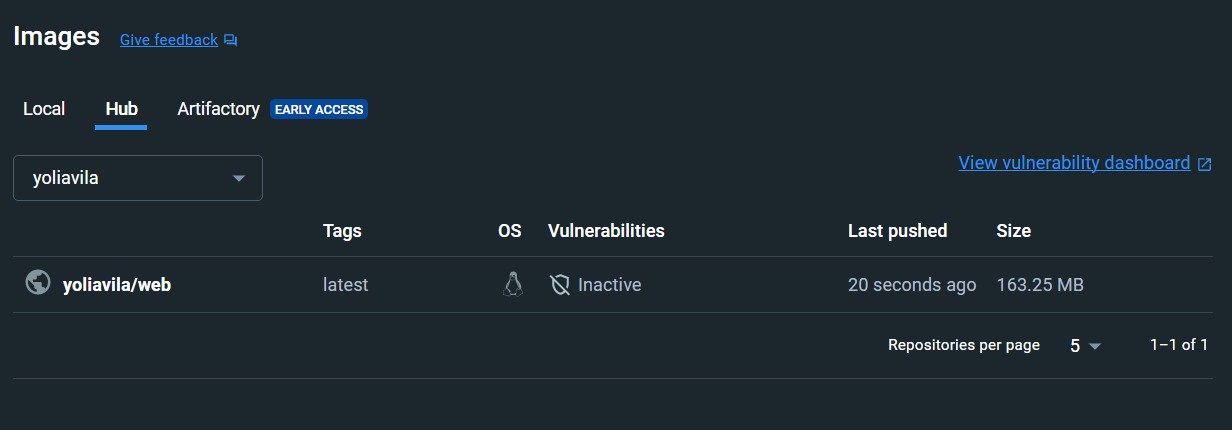 Images Give feedback
Local Hub Artifactory EARLY ACCESS
yoliavila
View vulnerability dashboard
Tags OS Vulnerabilities Last pushed Size
yoliavila/web latest Inactive 20 seconds ago 163.25 MB
Repositories per page 5 1–1 of 1